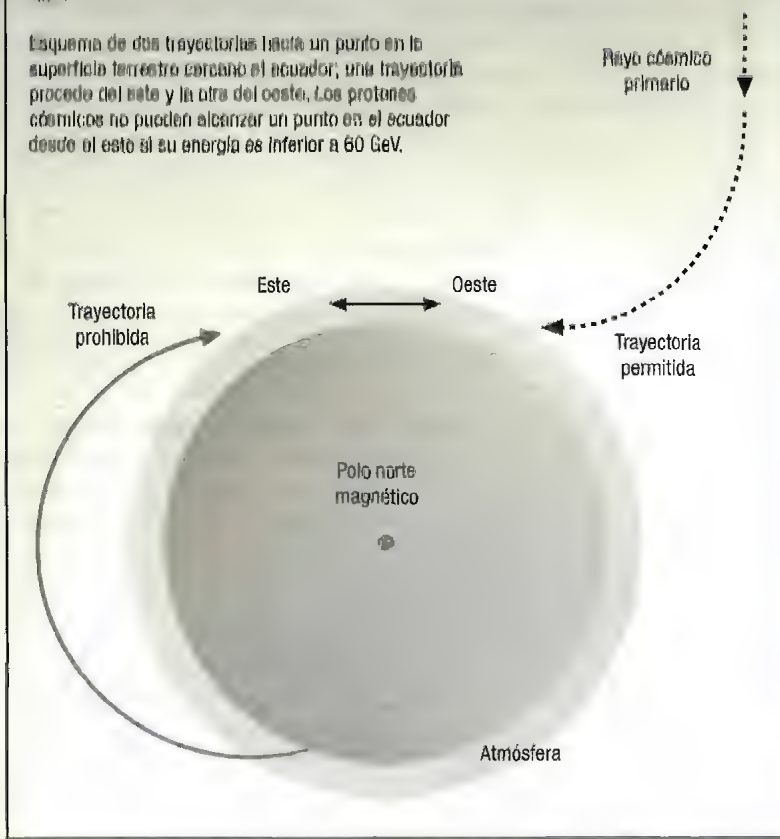 Esquema de dos trayectorias hasta un punto en la
superficie terrestre cercano al ecuador; una trayectoria
procede del este y la otra del oeste. Los protones
cósmicos no pueden alcanzar un punto en el ecuador
desde el este si su energía es inferior a 60 GeV.
Rayo cósmico
primario
Este
Oeste
Trayectoria
prohibida
Trayectoria
permitida
Polo norte
magnético
Atmósfera